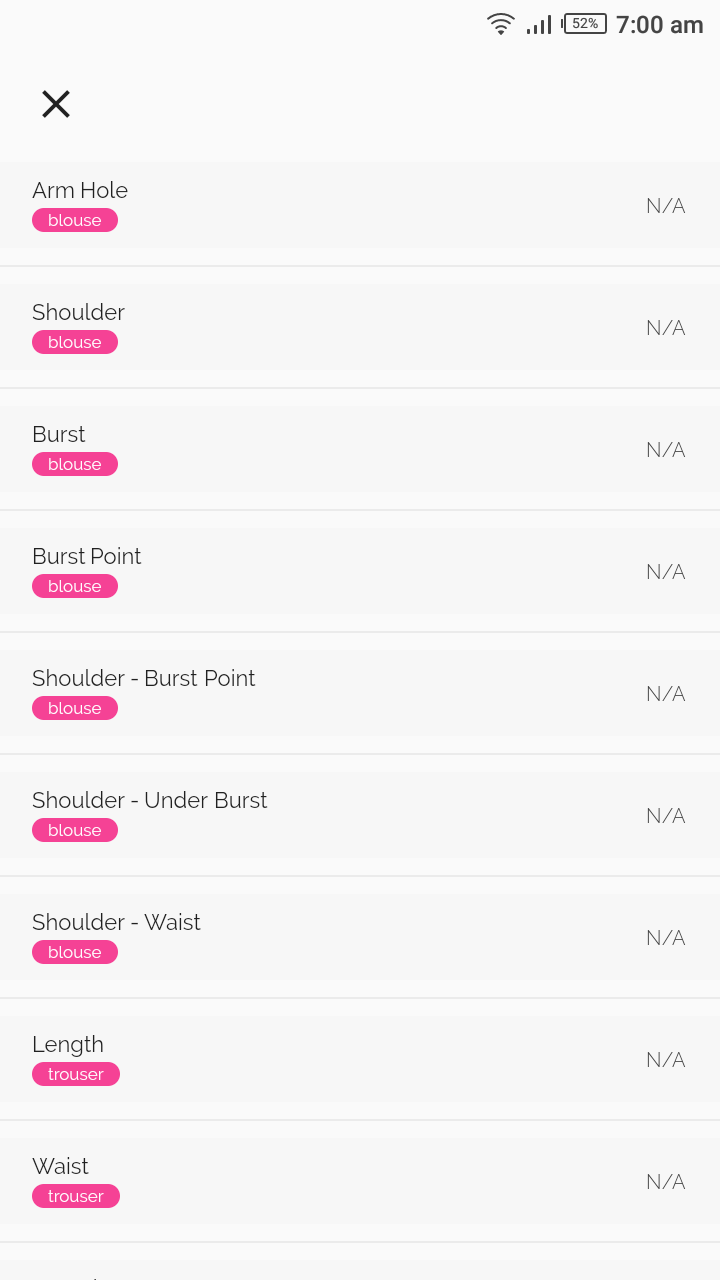 52% 7:00 am
Arm Hole
blouse
N/A
Shoulder
blouse
N/A
Burst
blouse
N/A
Burst Point
blouse
N/A
Shoulder - Burst Point
blouse
N/A
Shoulder - Under Burst
blouse
N/A
Shoulder - Waist
blouse
N/A
Length
trouser
N/A
Waist
trouser
N/A